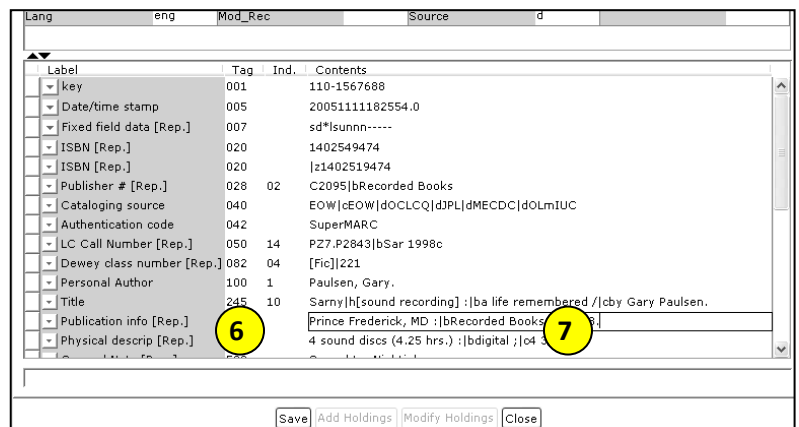 Lang eng Mod_Rec Source d
Label Tag Ind. Contents
key 001 110-1567688
Date/time stamp 005 20051111182554.0
Fixed field data [Rep.] 007 sd*lsunnn-----
ISBN [Rep.] 020 1402549474
ISBN [Rep.] 020 |z1402519474
Publisher # [Rep.] 028 02 C2095|bRecorded Books
Cataloging source 040 EOW|cEOW|dOCLCQ|dJPL|dMECDC|dOLmIUC
Authentication code 042 SuperMARC
LC Call Number [Rep.] 050 14 PZ7.P2843|bSar 1998c
Dewey class number [Rep.] 082 04 [Fic]|221
Personal Author 100 1 Paulsen, Gary.
Title 245 10 Sarny|h[sound recording] :|ba life remembered /|cby Gary Paulsen.
Publication info [Rep.] 6 Prince Frederick, MD :|bRecorded Books 7
Physical descrip [Rep.] 4 sound discs (4.25 hrs.) :|bdigital ;|c4
Save Add Holdings Modify Holdings Close